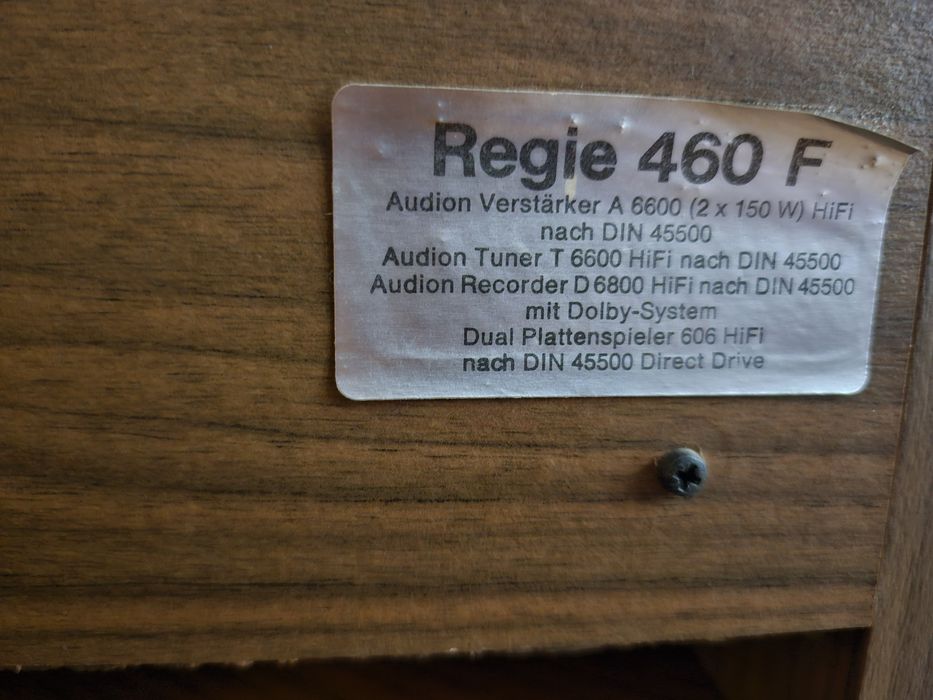 Regie 460 F
Audion Verstärker A 6600 (2 x 150 W) HiFi
nach DIN 45500
Audion Tuner T 6600 HiFi nach DIN 45500
Audion Recorder D 6800 HiFi nach DIN 45500
mit Dolby-System
Dual Plattenspieler 606 HiFi
nach DIN 45500 Direct Drive